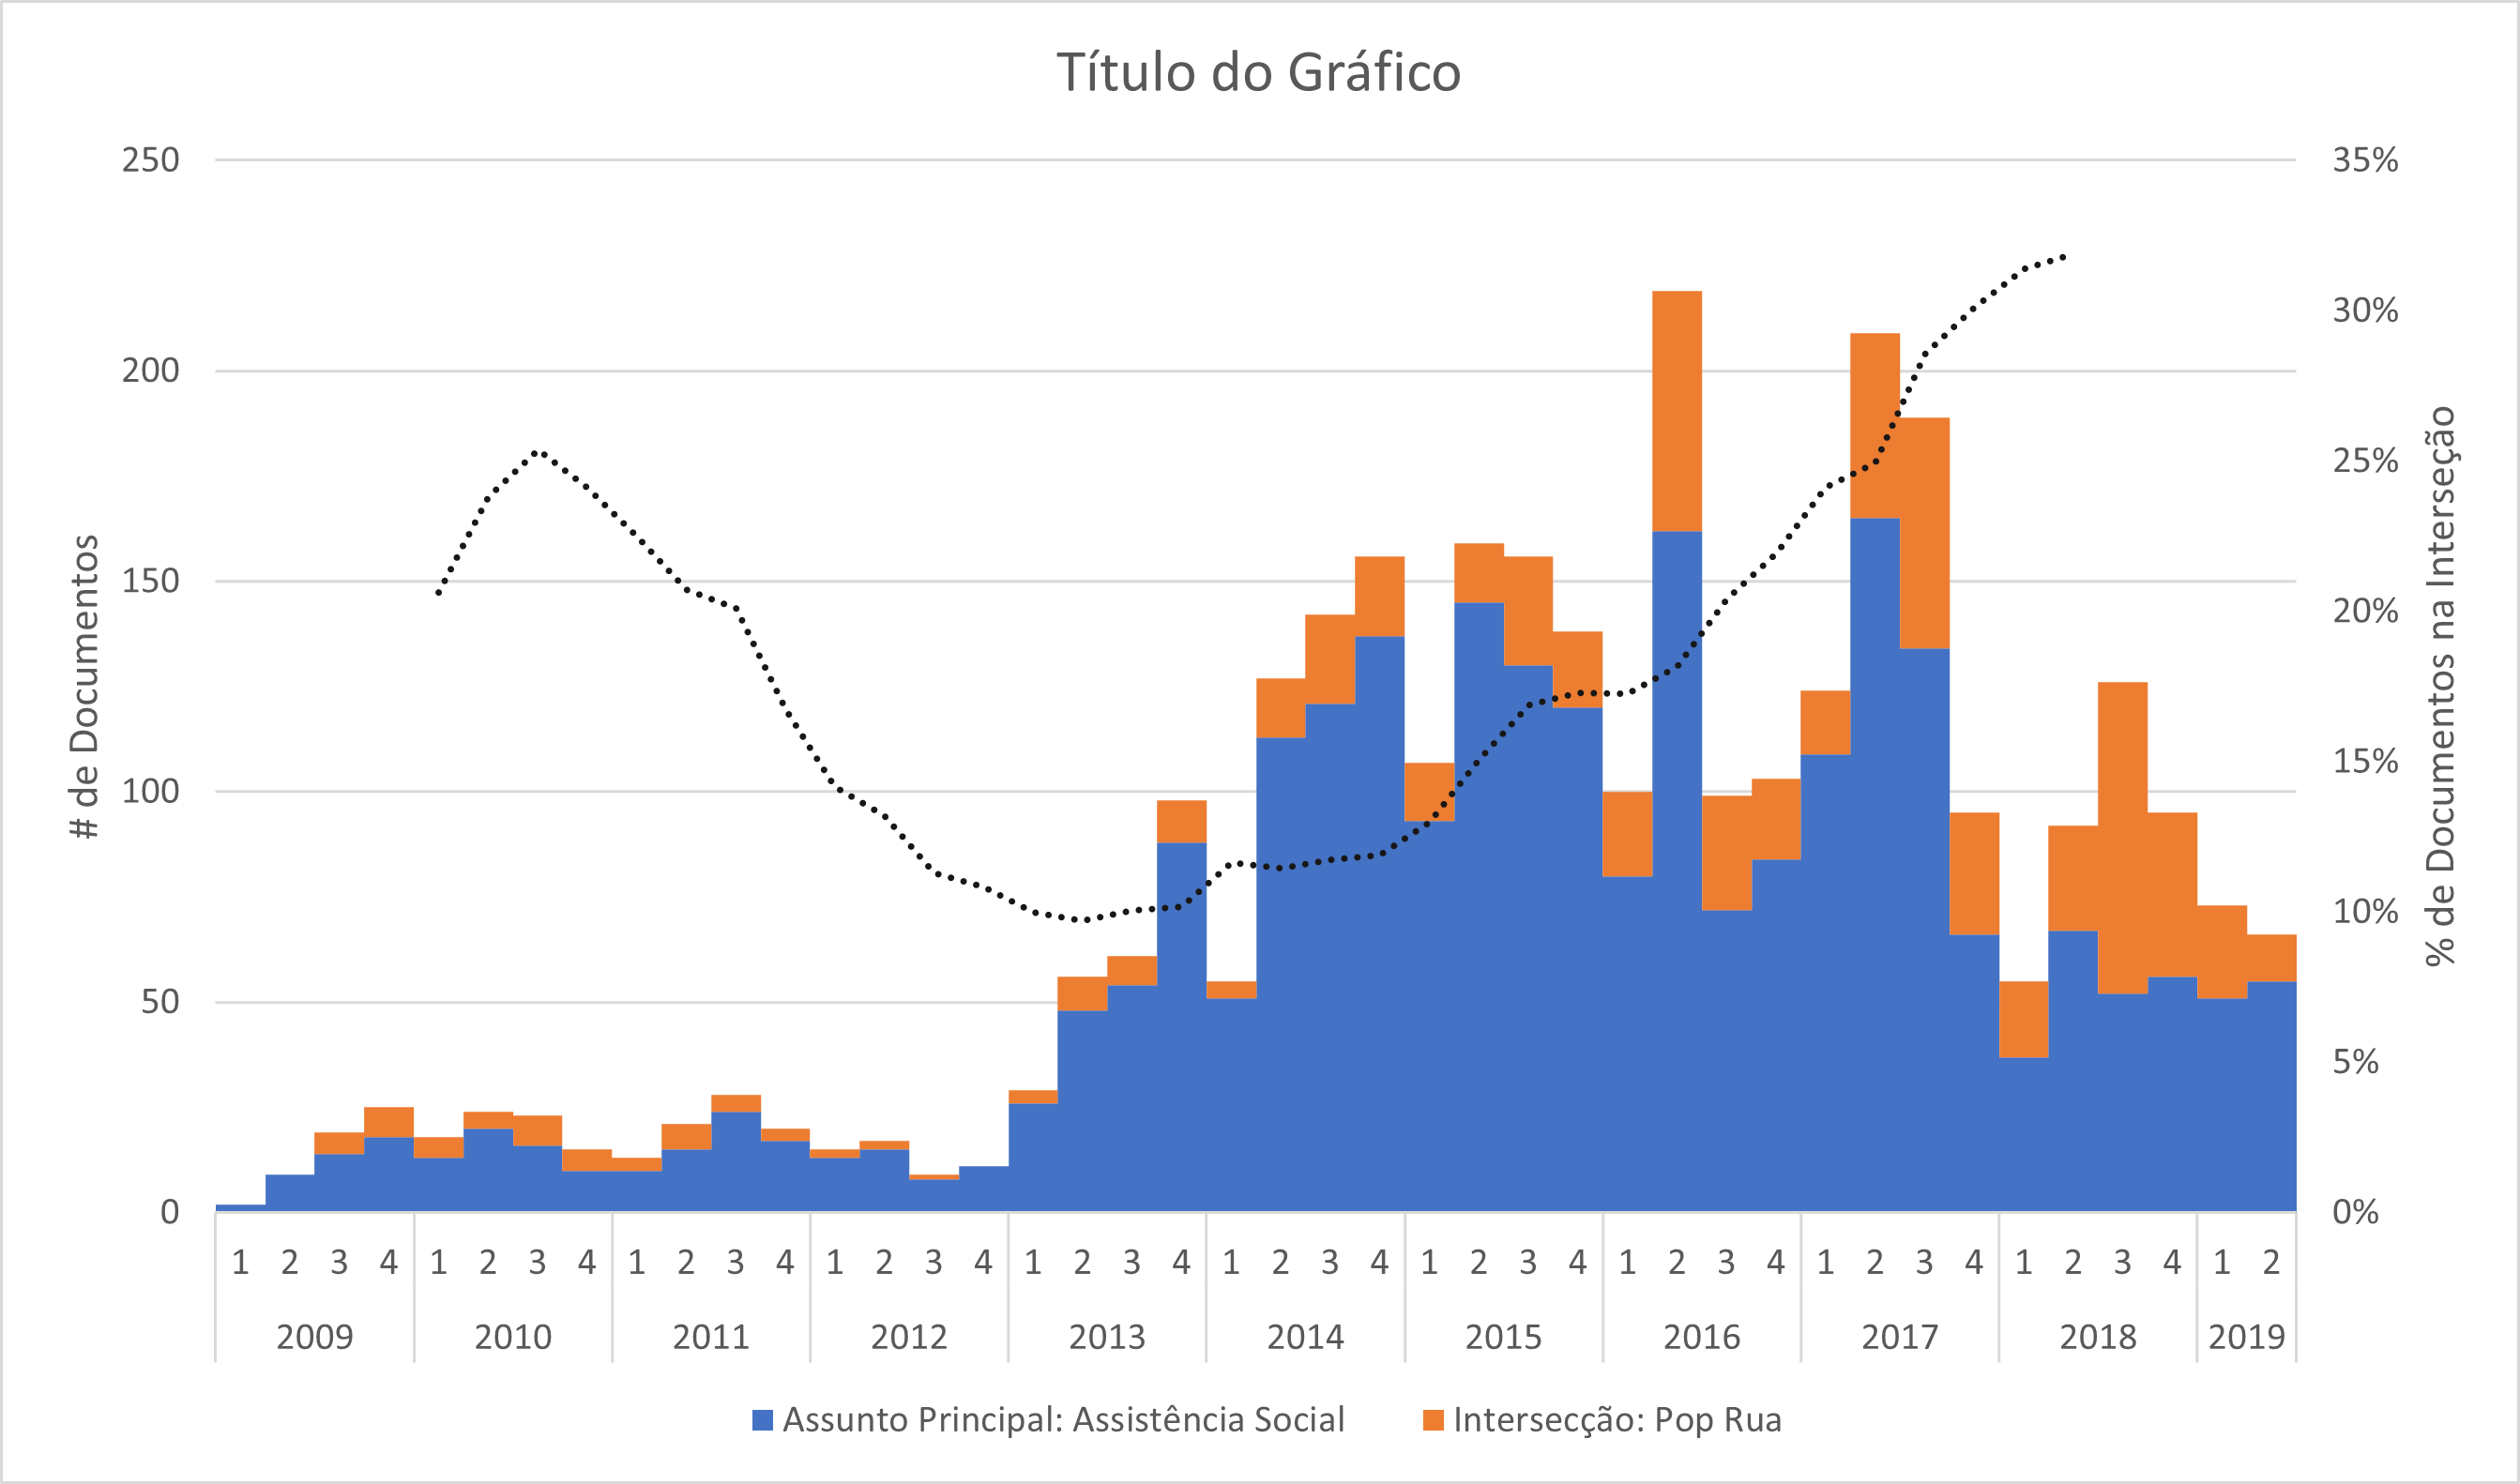 Título do Gráfico
250
200
150
100
50
0
# de Documentos
35%
30%
25%
20%
15%
10%
5%
0%
% de Documentos na Interseção
1 2 3 4 1 2 3 4 1 2 3 4 1 2 3 4 1 2 3 4 1 2 3 4 1 2 3 4 1 2 3 4 1 2 3 4 1 2 3 4 1 2
2009 2010 2011 2012 2013 2014 2015 2016 2017 2018 2019
Assunto Principal: Assistência Social Intersecção: Pop Rua